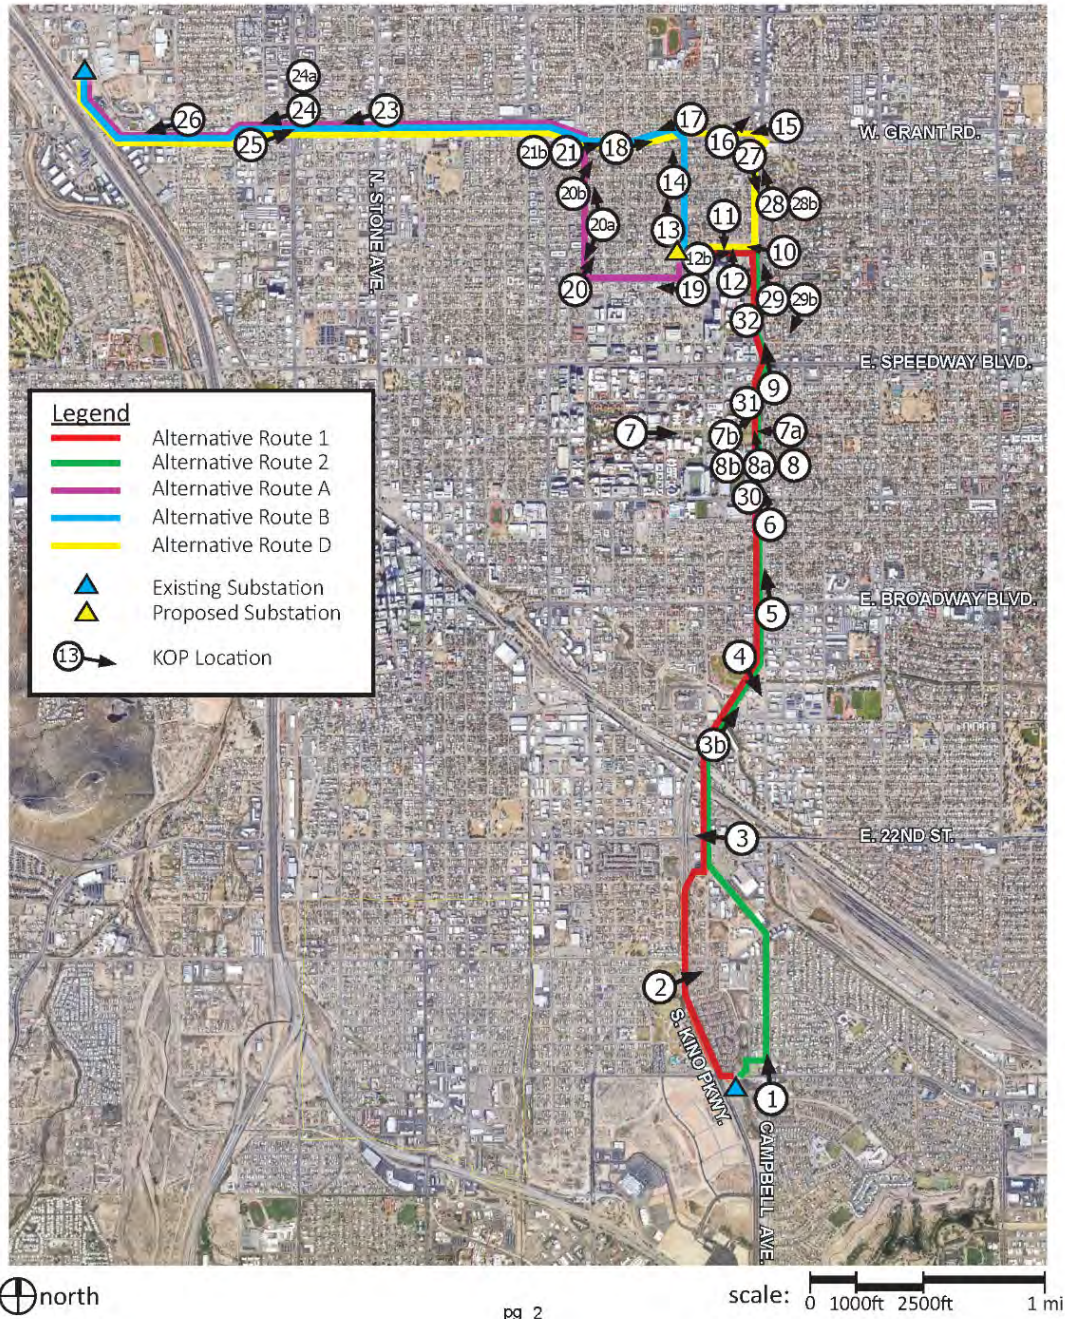 24a
26
24
23
25
17
16
15
W. GRANT RD.
21b
21
18
27
20b
14
28
28b
20a
13
11
12b
10
20
19
12
29
29b
32
N. STONE AVE.
E. SPEEDWAY BLVD.
9
31
7
7b
7a
8b
8a
8
30
6
Legend
Alternative Route 1
Alternative Route 2
Alternative Route A
Alternative Route B
Alternative Route D
Existing Substation
Proposed Substation
13
KOP Location
5
E. BROADWAY BLVD.
4
3b
3
E. 22ND ST.
2
S. KINO PKWY.
1
CAMPBELL AVE.
north
pg 2
scale:
0 1000ft 2500ft 1 mi